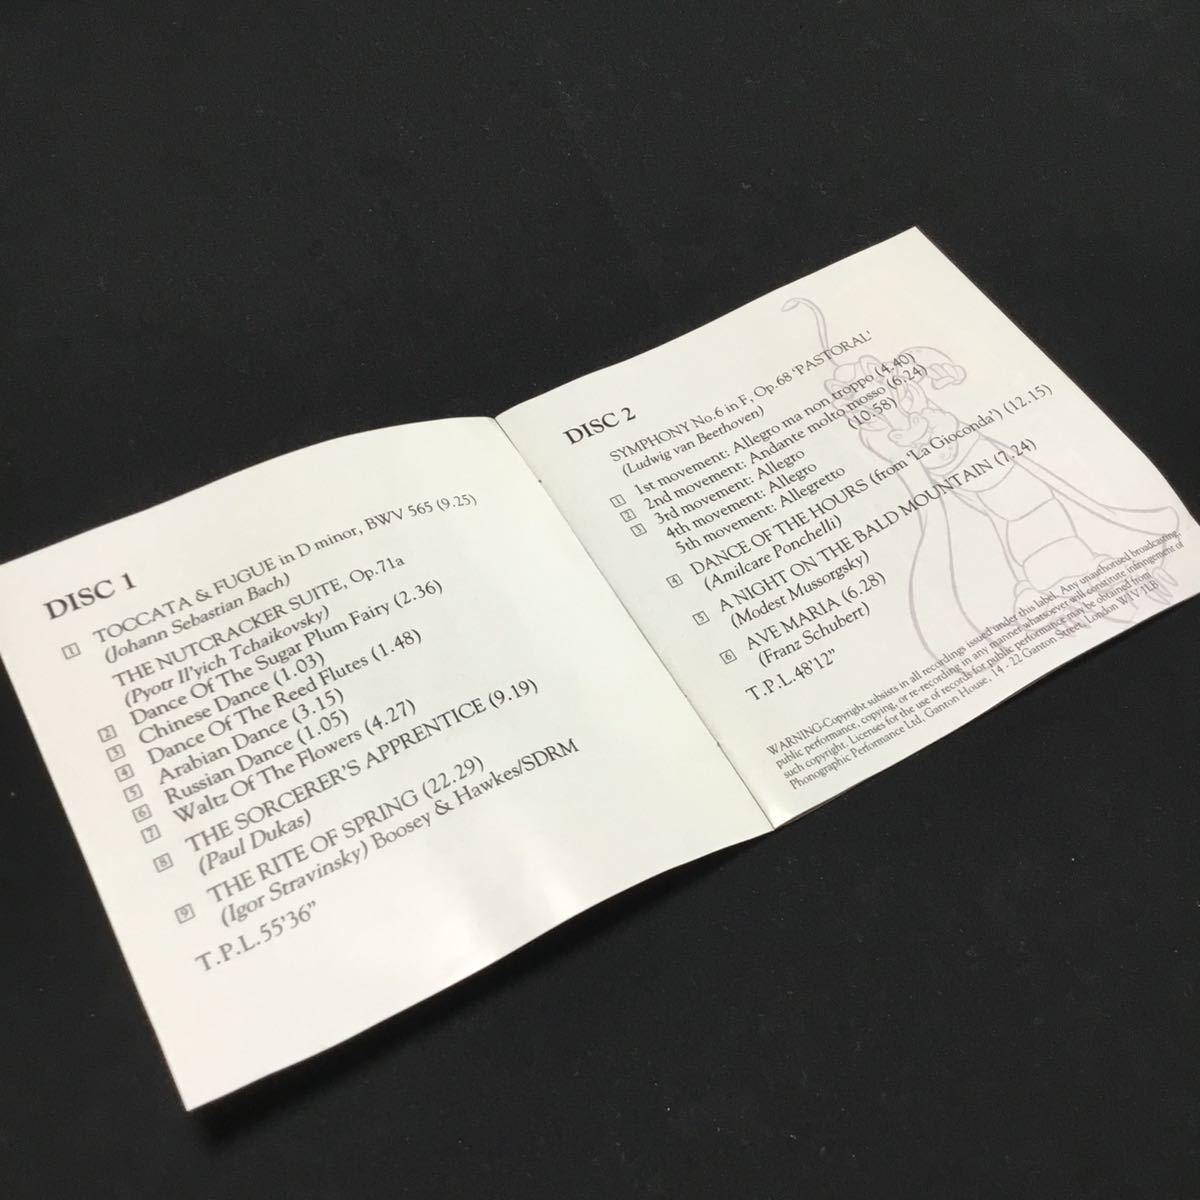 DISC 1
1 TOCCATA & FUGUE in D minor, BWV 565 (9.25)
(Johann Sebastian Bach)
THE NUTCRACKER SUITE, Op.71a
(Pyotr Il'yich Tchaikovsky)
2 Dance Of The Sugar Plum Fairy (2.36)
3 Chinese Dance (1.03)
4 Dance Of The Reed Flutes (1.48)
5 Arabian Dance (3.15)
6 Russian Dance (1.05)
7 Waltz Of The Flowers (4.27)
8 THE SORCERER'S APPRENTICE (9.19)
(Paul Dukas)
9 THE RITE OF SPRING (22.29)
(Igor Stravinsky) Boosey & Hawkes/SDRM
T.P.L.55'36"
DISC 2
SYMPHONY No.6 in F, Op.68 'PASTORAL'
(Ludwig van Beethoven)
1 1st movement: Allegro ma non troppo (4.40)
2 2nd movement: Andante molto mosso (6.24)
3 3rd movement: Allegro (10.58)
4th movement: Allegro
5th movement: Allegretto
4 DANCE OF THE HOURS (from 'La Gioconda') (12.15)
(Amilcare Ponchelli)
5 A NIGHT ON THE BALD MOUNTAIN (7.24)
(Modest Mussorgsky)
6 AVE MARIA (6.28)
(Franz Schubert)
T.P.L.48'12"
WARNING-Copyright subsists in all recordings issued under this label. Any unauthorised broadcasting,
public performance, copying, or re-recording in any manner whatsoever will constitute infringement of
such copyright. Licenses for the use of records for public performance may be obtained from
Phonographic Performance Ltd, Ganton House, 14 - 22 Ganton Street, London W1V 1LB